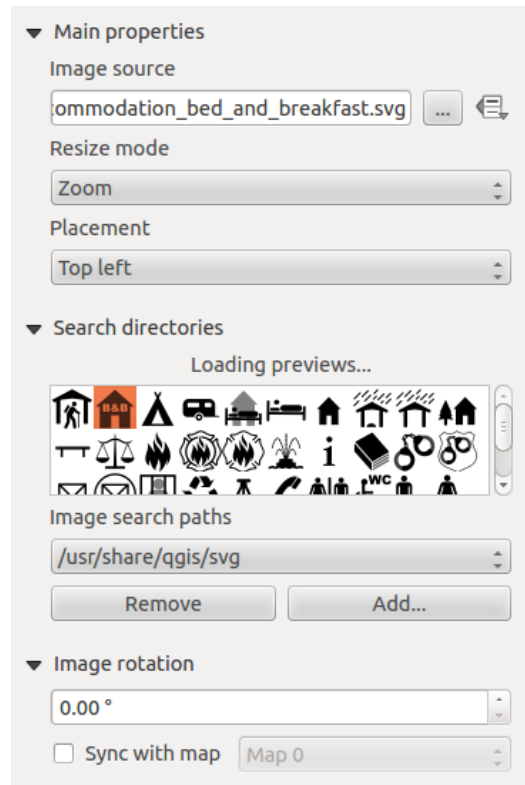 Main properties
Image source
ommodation_bed_and_breakfast.svg ...
Resize mode
Zoom
Placement
Top left
Search directories
Loading previews...
B&B
i
WC
Image search paths
/usr/share/qgis/svg
Remove Add...
Image rotation
0.00 °
Sync with map Map 0